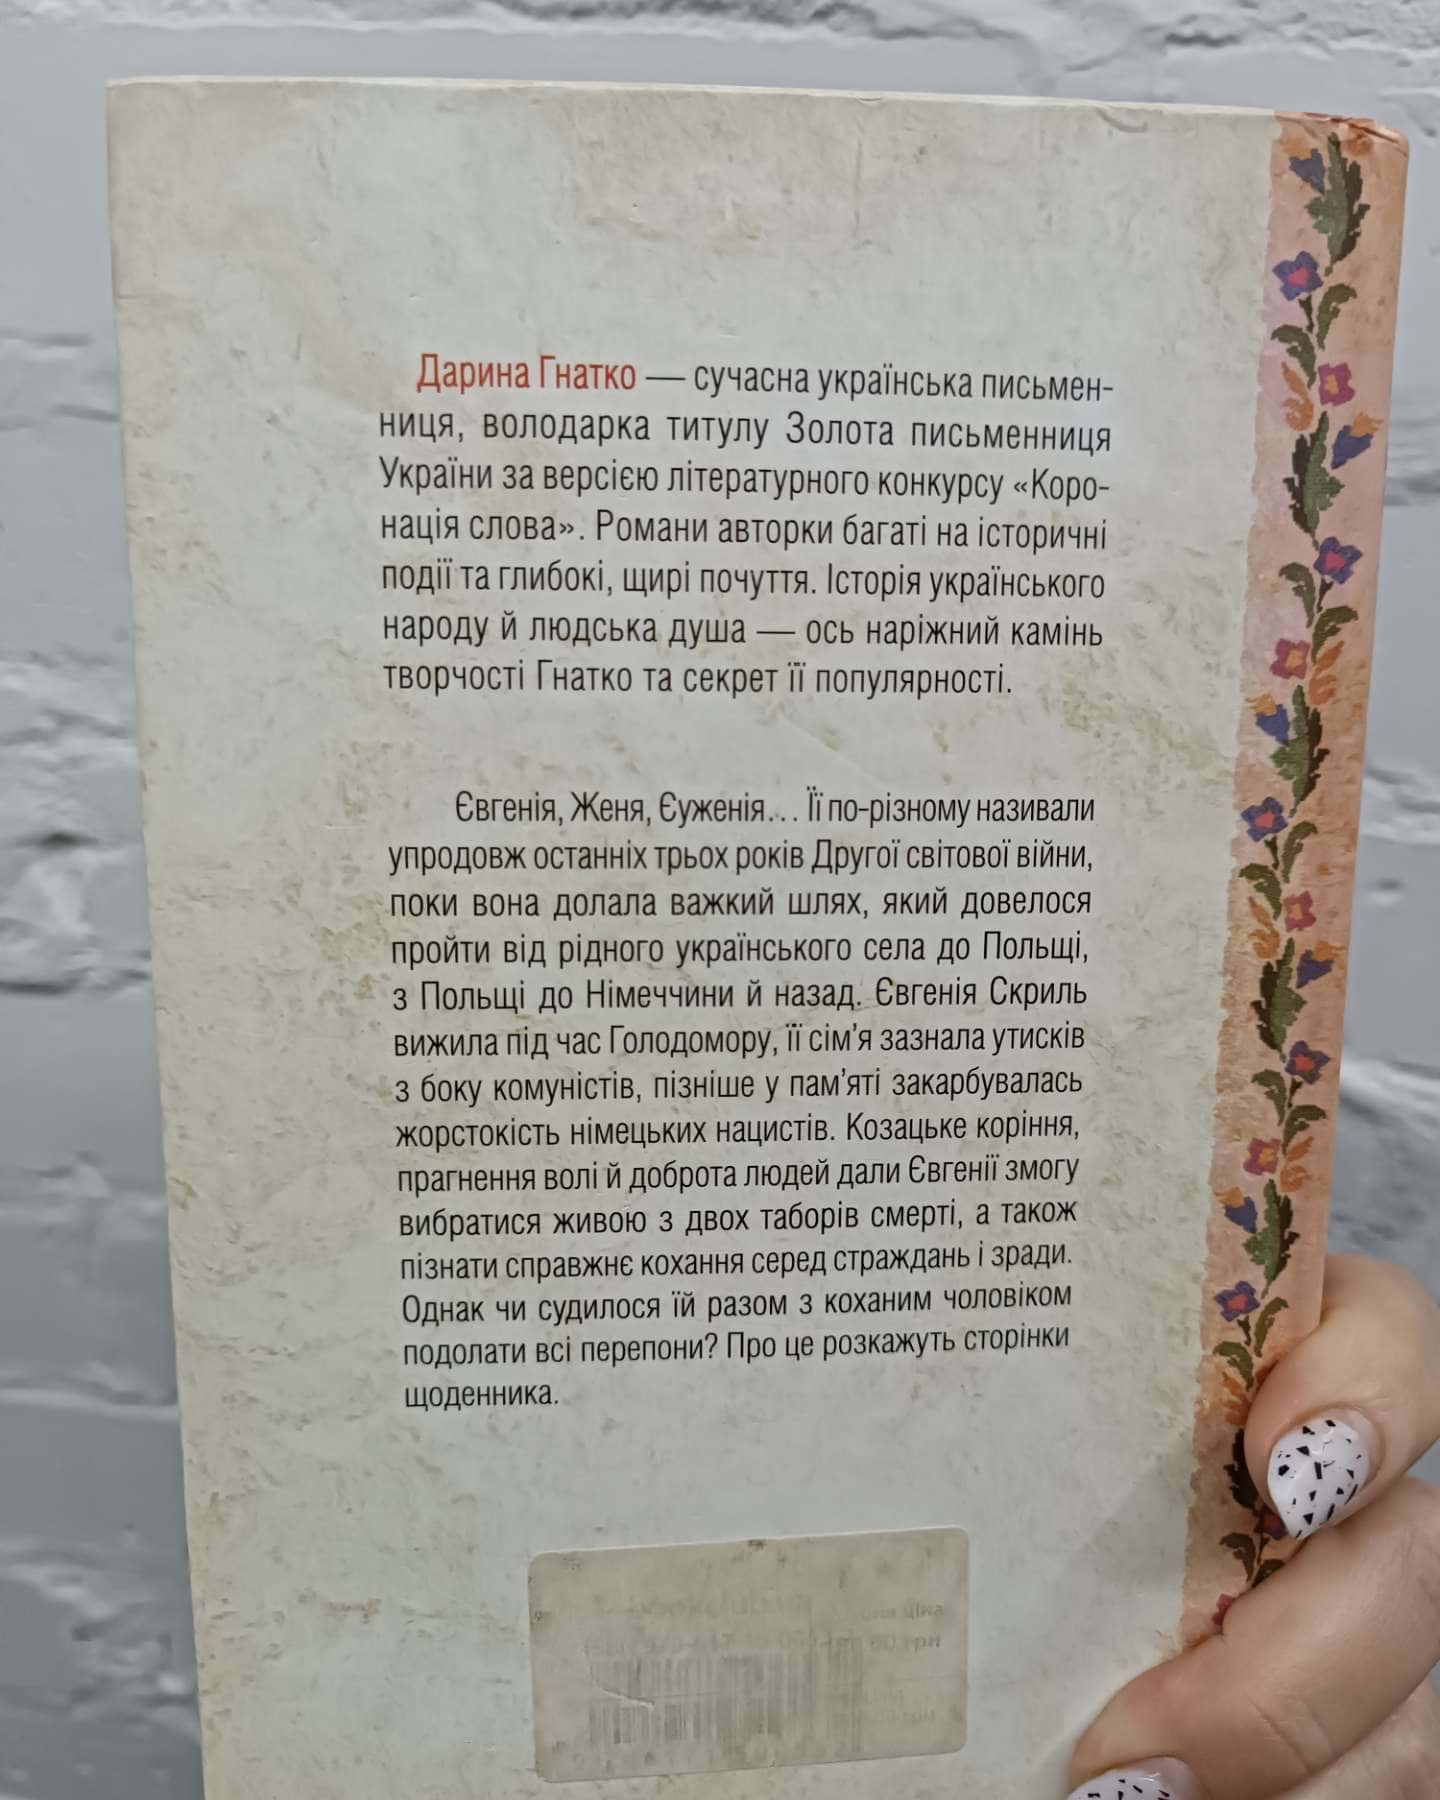 Дарина Гнатко — сучасна українська письмен-
ниця, володарка титулу Золота письменниця
України за версією літературного конкурсу «Коро-
нація слова». Романи авторки багаті на історичні
події та глибокі, щирі почуття. Історія українського
народу й людська душа — ось наріжний камінь
творчості Гнатко та секрет її популярності.
Євгенія, Женя, Єуженія... Її по-різному називали
упродовж останніх трьох років Другої світової війни,
поки вона долала важкий шлях, який довелося
пройти від рідного українського села до Польщі,
з Польщі до Німеччини й назад. Євгенія Скриль
вижила під час Голодомору, її сім’я зазнала утисків
з боку комуністів, пізніше у пам’яті закарбувалась
жорстокість німецьких нацистів. Козацьке коріння,
прагнення волі й доброта людей дали Євгенії змогу
вибратися живою з двох таборів смерті, а також
пізнати справжнє кохання серед страждань і зради.
Однак чи судилося їй разом з коханим чоловіком
подолати всі перепони? Про це розкажуть сторінки
щоденника.
ціна
грн